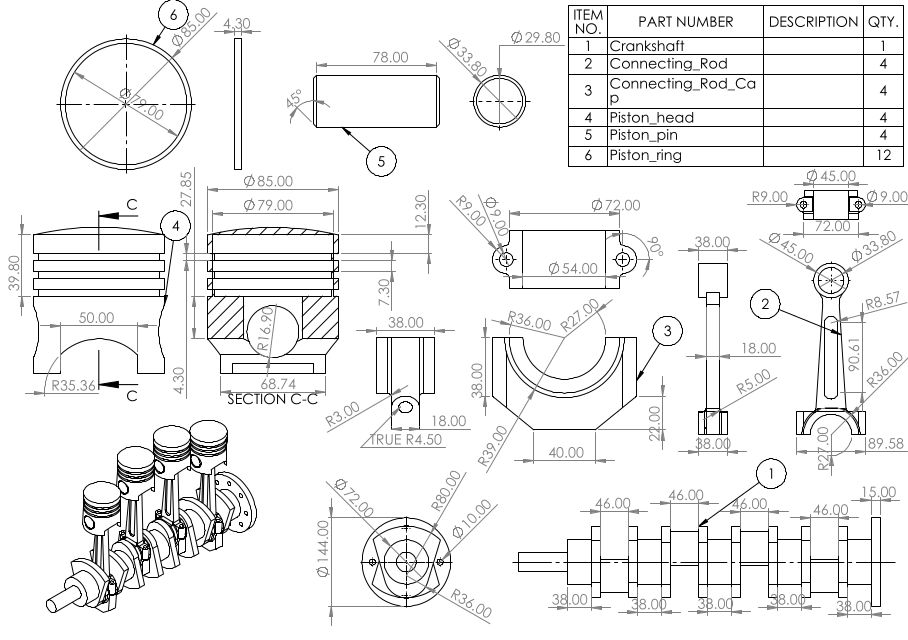 6
Ø85.00
4.30
Ø
Ø79.00
78.00
45°
5
Ø33.80
Ø29.80
ITEM NO. PART NUMBER DESCRIPTION QTY.
1 Crankshaft 1
2 Connecting_Rod 4
3 Connecting_Rod_Ca
p 4
4 Piston_head 4
5 Piston_pin 4
6 Piston_ring 12
C
4
39.80
50.00
R35.36
C
27.85
Ø85.00
Ø79.00
12.30
7.30
R16.90
4.30
68.74
SECTION C-C
38.00
R3.00
18.00
TRUE R4.50
R9.00
Ø9.00
Ø72.00
90°
Ø54.00
R36.00
R27.00
3
38.00
R39.00
22.00
40.00
38.00
18.00
R5.00
38.00
Ø45.00
R9.00
Ø9.00
72.00
Ø45.00
Ø33.80
2
R8.57
90.61
R36.00
R27.00
89.58
Ø144.00
Ø72.00
R80.00
Ø10.00
R36.00
1
46.00
46.00
46.00
46.00
15.00
38.00
38.00
38.00
38.00
38.00